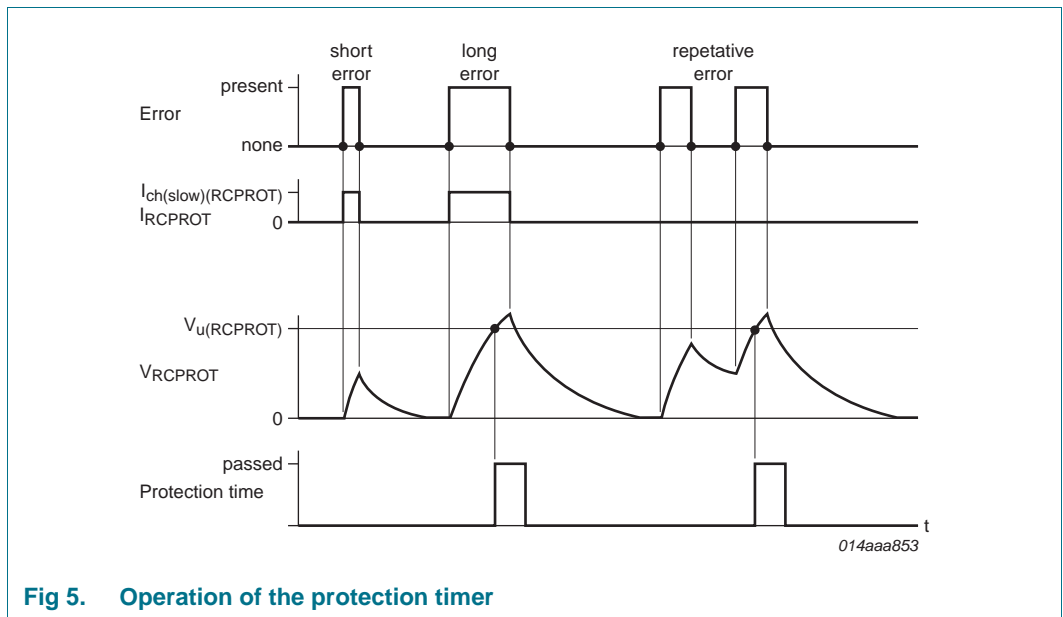 short error
long error
repetative error
present
Error
none
Ich(slow)(RCPROT)
IRCPROT
0
Vu(RCPROT)
VRCPROT
0
passed
Protection time
t
014aaa853
Fig 5. Operation of the protection timer